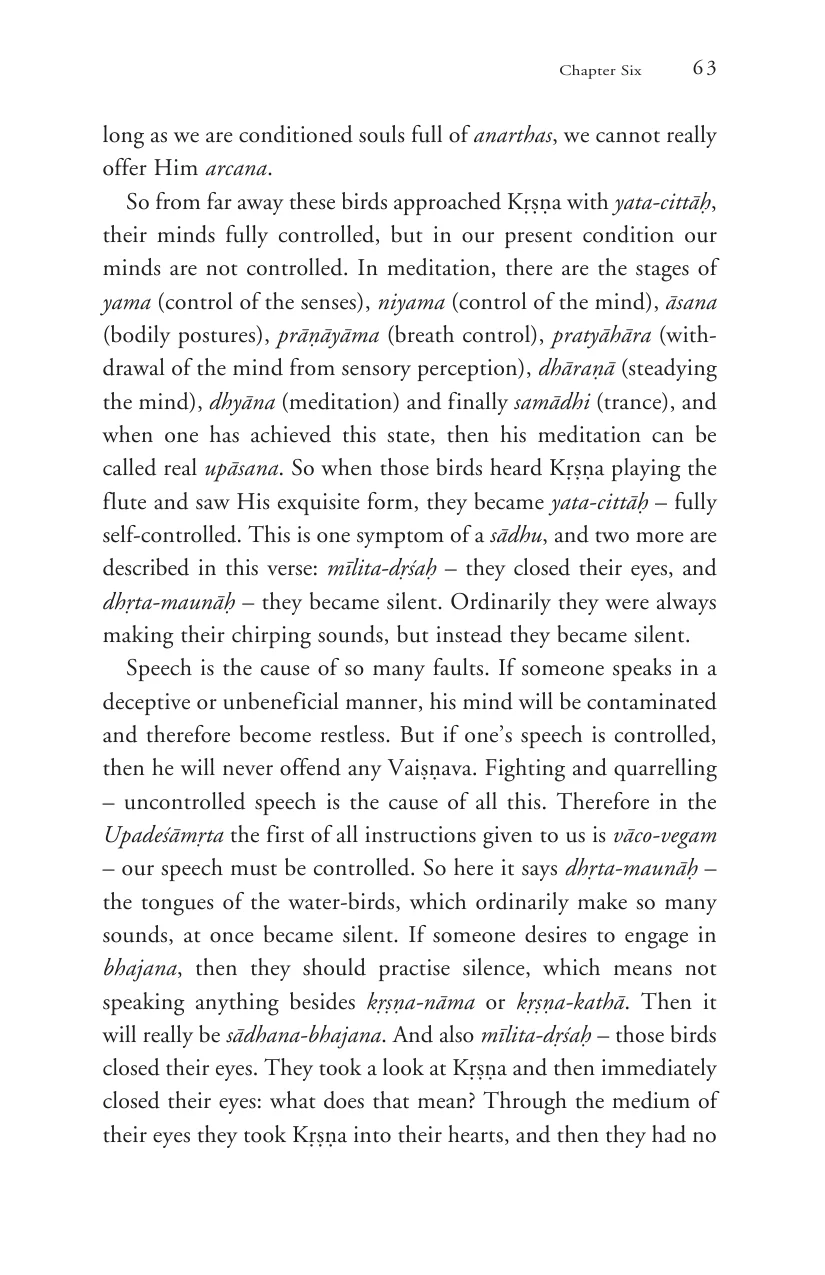 Chapter Six 63
long as we are conditioned souls full of anarthas, we cannot really
offer Him arcana.
So from far away these birds approached Kṛṣṇa with yata-cittāḥ,
their minds fully controlled, but in our present condition our
minds are not controlled. In meditation, there are the stages of
yama (control of the senses), niyama (control of the mind), āsana
(bodily postures), prāṇāyāma (breath control), pratyāhāra (with-
drawal of the mind from sensory perception), dhāraṇā (steadying
the mind), dhyāna (meditation) and finally samādhi (trance), and
when one has achieved this state, then his meditation can be
called real upāsana. So when those birds heard Kṛṣṇa playing the
flute and saw His exquisite form, they became yata-cittāḥ – fully
self-controlled. This is one symptom of a sādhu, and two more are
described in this verse: mīlita-dṛśaḥ – they closed their eyes, and
dhṛta-maunāḥ – they became silent. Ordinarily they were always
making their chirping sounds, but instead they became silent.
Speech is the cause of so many faults. If someone speaks in a
deceptive or unbeneficial manner, his mind will be contaminated
and therefore become restless. But if one’s speech is controlled,
then he will never offend any Vaiṣṇava. Fighting and quarrelling
– uncontrolled speech is the cause of all this. Therefore in the
Upadeśāmṛta the first of all instructions given to us is vāco-vegam
– our speech must be controlled. So here it says dhṛta-maunāḥ –
the tongues of the water-birds, which ordinarily make so many
sounds, at once became silent. If someone desires to engage in
bhajana, then they should practise silence, which means not
speaking anything besides kṛṣṇa-nāma or kṛṣṇa-kathā. Then it
will really be sādhana-bhajana. And also mīlita-dṛśaḥ – those birds
closed their eyes. They took a look at Kṛṣṇa and then immediately
closed their eyes: what does that mean? Through the medium of
their eyes they took Kṛṣṇa into their hearts, and then they had no